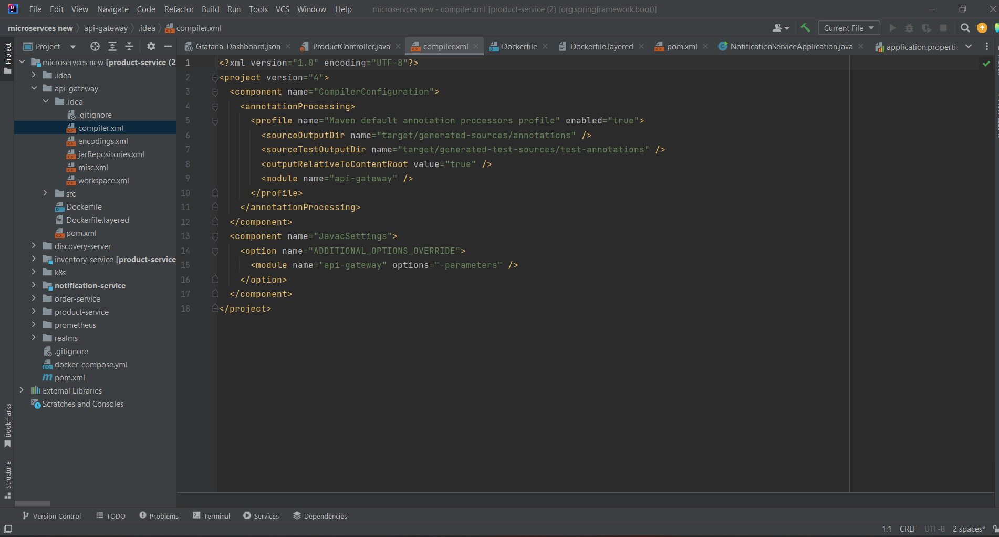 File Edit View Navigate Code Refactor Build Run Tools VCS Window Help microservces new - compiler.xml [product-service (2) (org.springframework.boot)]
microservces new api-gateway .idea compiler.xml Current File
Project Grafana_Dashboard.json ProductController.java compiler.xml Dockerfile Dockerfile.layered pom.xml NotificationServiceApplication.java application.properti
Project
microservces new [product-service (2
.idea
api-gateway
.idea
.gitignore
compiler.xml
encodings.xml
jarRepositories.xml
misc.xml
workspace.xml
src
Dockerfile
Dockerfile.layered
pom.xml
discovery-server
inventory-service [product-service
k8s
notification-service
order-service
product-service
prometheus
realms
.gitignore
docker-compose.yml
pom.xml
External Libraries
Scratches and Consoles
Bookmarks
Structure
1 <?xml version="1.0" encoding="UTF-8"?>
2 <project version="4">
3 <component name="CompilerConfiguration">
4 <annotationProcessing>
5 <profile name="Maven default annotation processors profile" enabled="true">
6 <sourceOutputDir name="target/generated-sources/annotations" />
7 <sourceTestOutputDir name="target/generated-test-sources/test-annotations" />
8 <outputRelativeToContentRoot value="true" />
9 <module name="api-gateway" />
10 </profile>
11 </annotationProcessing>
12 </component>
13 <component name="JavacSettings">
14 <option name="ADDITIONAL_OPTIONS_OVERRIDE">
15 <module name="api-gateway" options="-parameters" />
16 </option>
17 </component>
18 </project>
Version Control TODO Problems Terminal Services Dependencies
1:1 CRLF UTF-8 2 spaces*